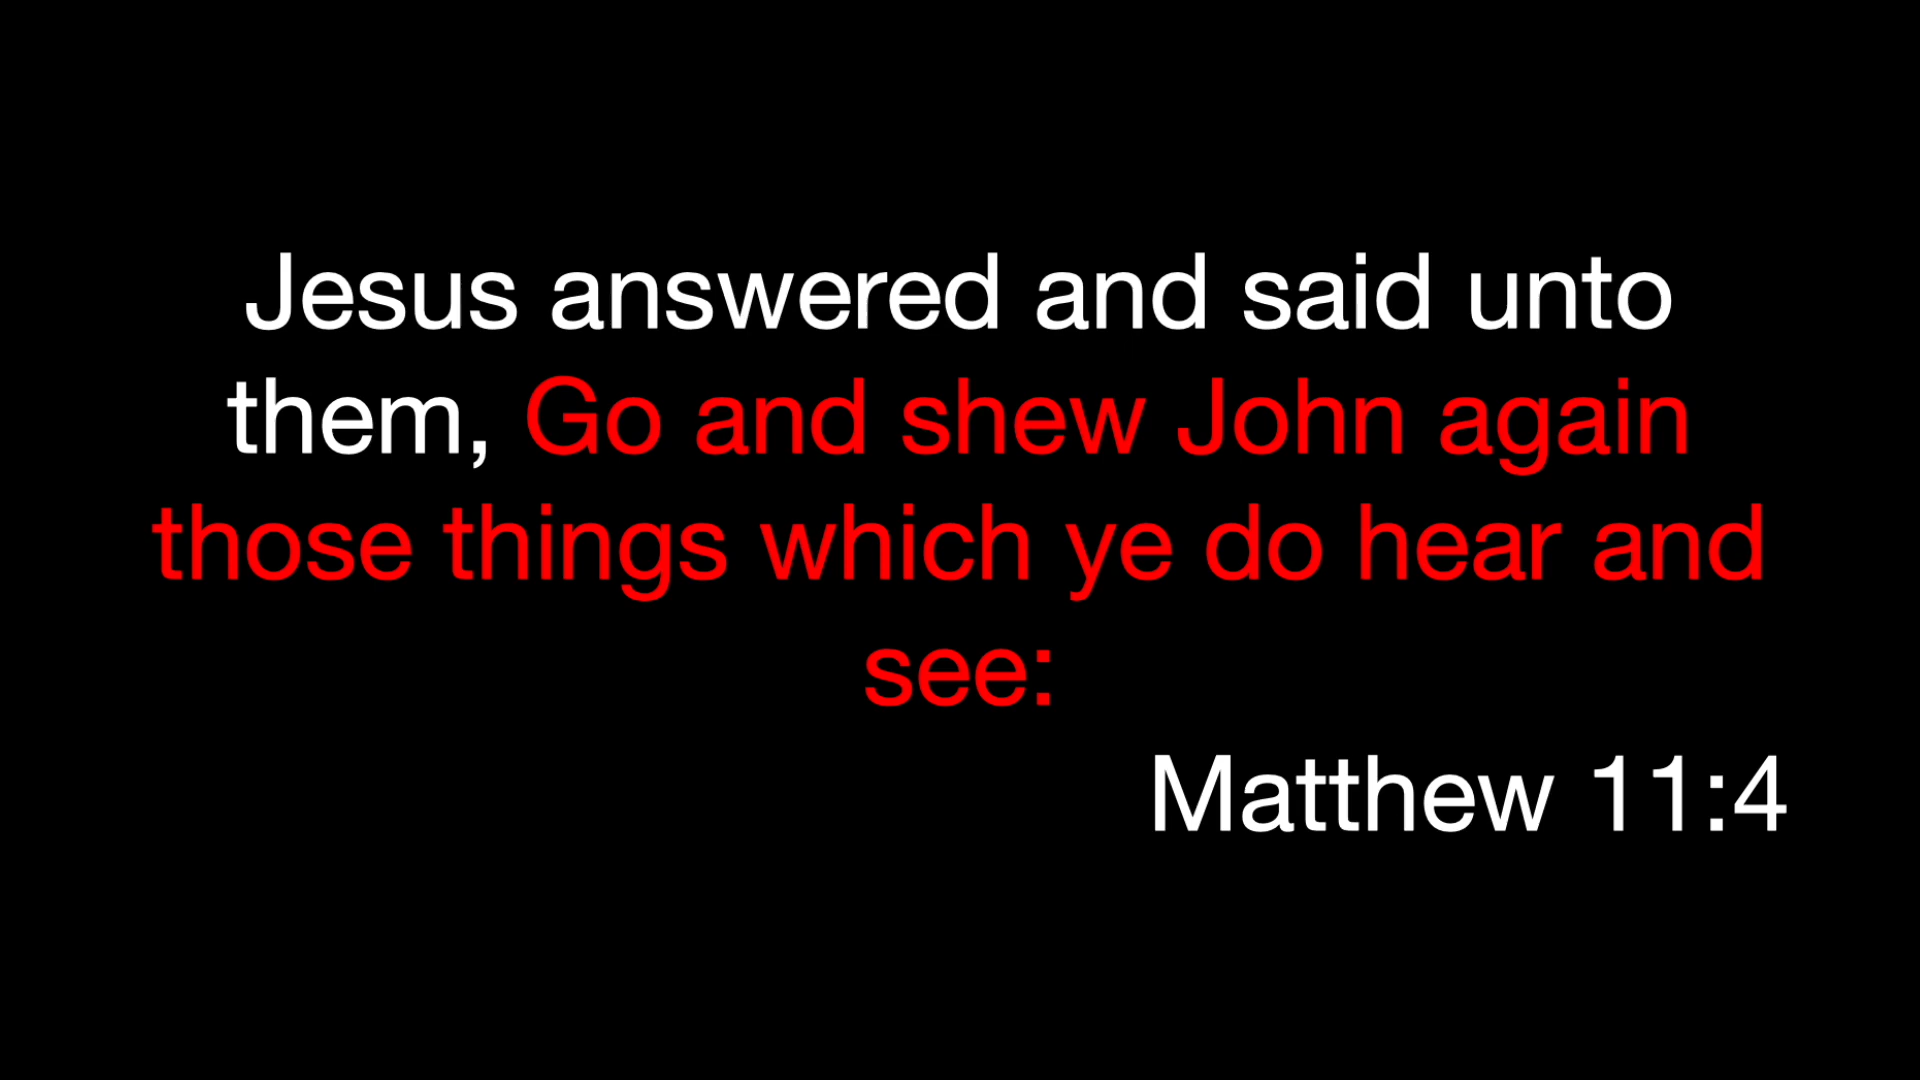 Jesus answered and said unto
them, Go and shew John again
those things which ye do hear and
see:
Matthew 11:4